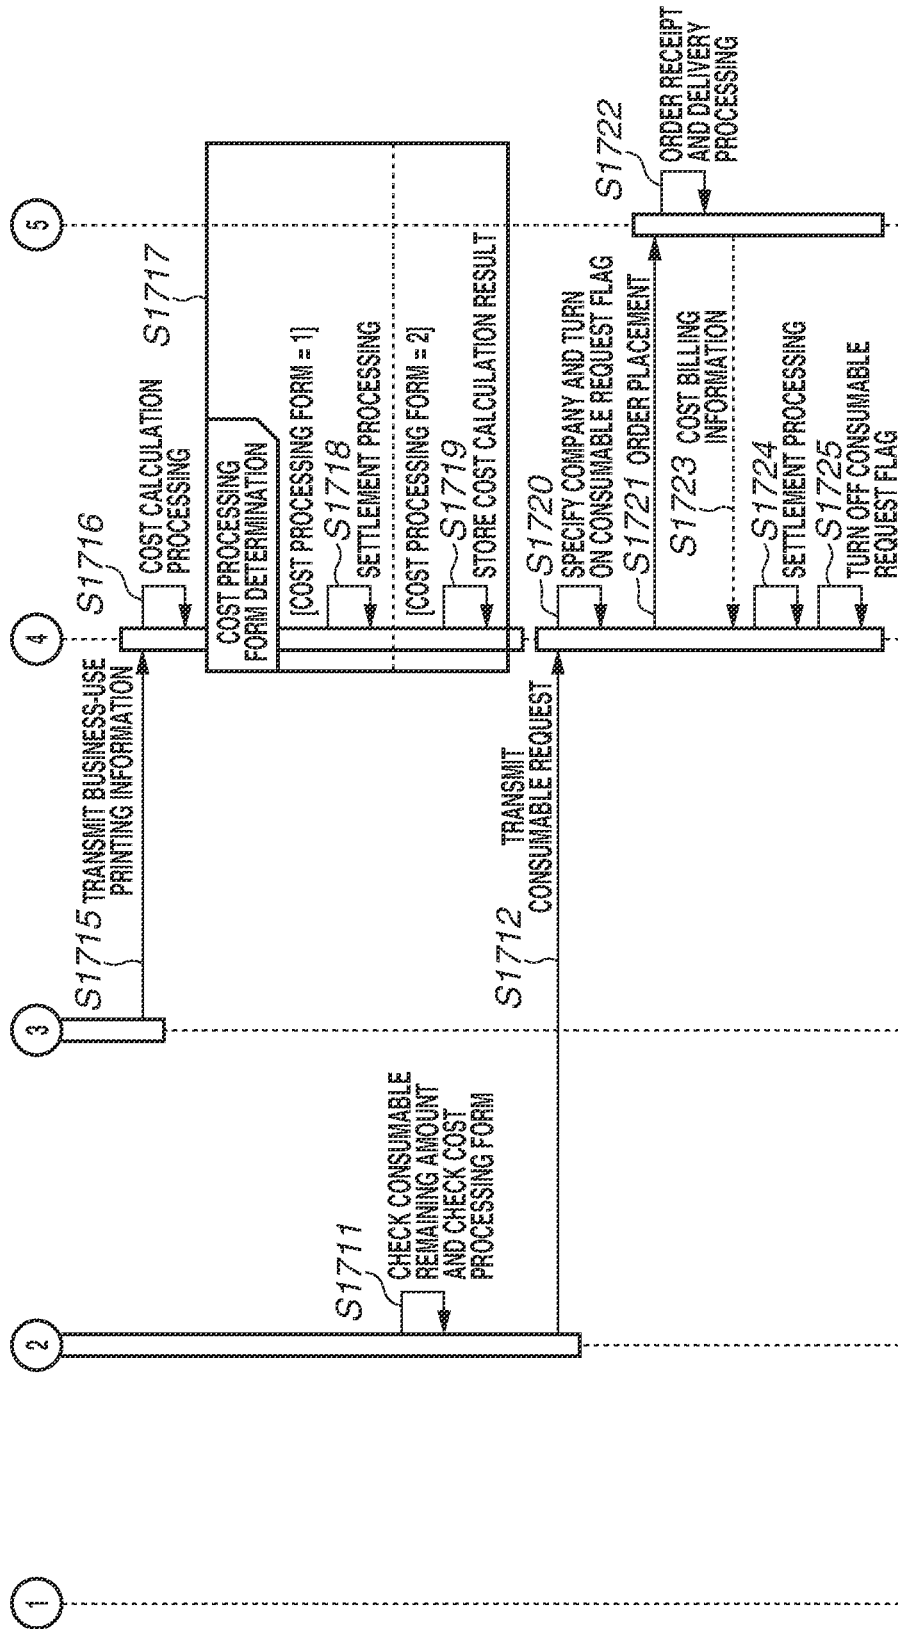 1
2
3
4
5
S1715
TRANSMIT BUSINESS-USE
PRINTING INFORMATION
S1716
COST CALCULATION
PROCESSING
S1717
COST PROCESSING
FORM DETERMINATION
[COST PROCESSING FORM = 1]
S1718
SETTLEMENT PROCESSING
[COST PROCESSING FORM = 2]
S1719
STORE COST CALCULATION RESULT
S1711
CHECK CONSUMABLE
REMAINING AMOUNT
AND CHECK COST
PROCESSING FORM
S1712
TRANSMIT
CONSUMABLE REQUEST
S1720
SPECIFY COMPANY AND TURN
ON CONSUMABLE REQUEST FLAG
S1721 ORDER PLACEMENT
S1722
ORDER RECEIPT
AND DELIVERY
PROCESSING
S1723 COST BILLING
INFORMATION
S1724
SETTLEMENT PROCESSING
S1725
TURN OFF CONSUMABLE
REQUEST FLAG